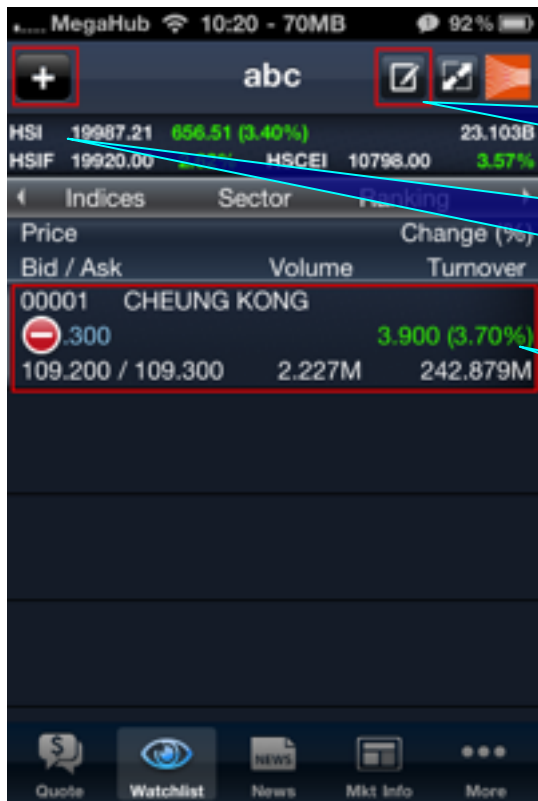 ..... MegaHub 10:20 - 70MB 92%
+ abc
HSI 19987.21 656.51 (3.40%) 23.103B
HSIF 19920.00 HSCEI 10798.00 3.57%
Indices Sector Ranking
Price Change (%)
Bid / Ask Volume Turnover
00001 CHEUNG KONG
.300 3.900 (3.70%)
109.200 / 109.300 2.227M 242.879M
$ NEWS
Quote Watchlist News Mkt Info More